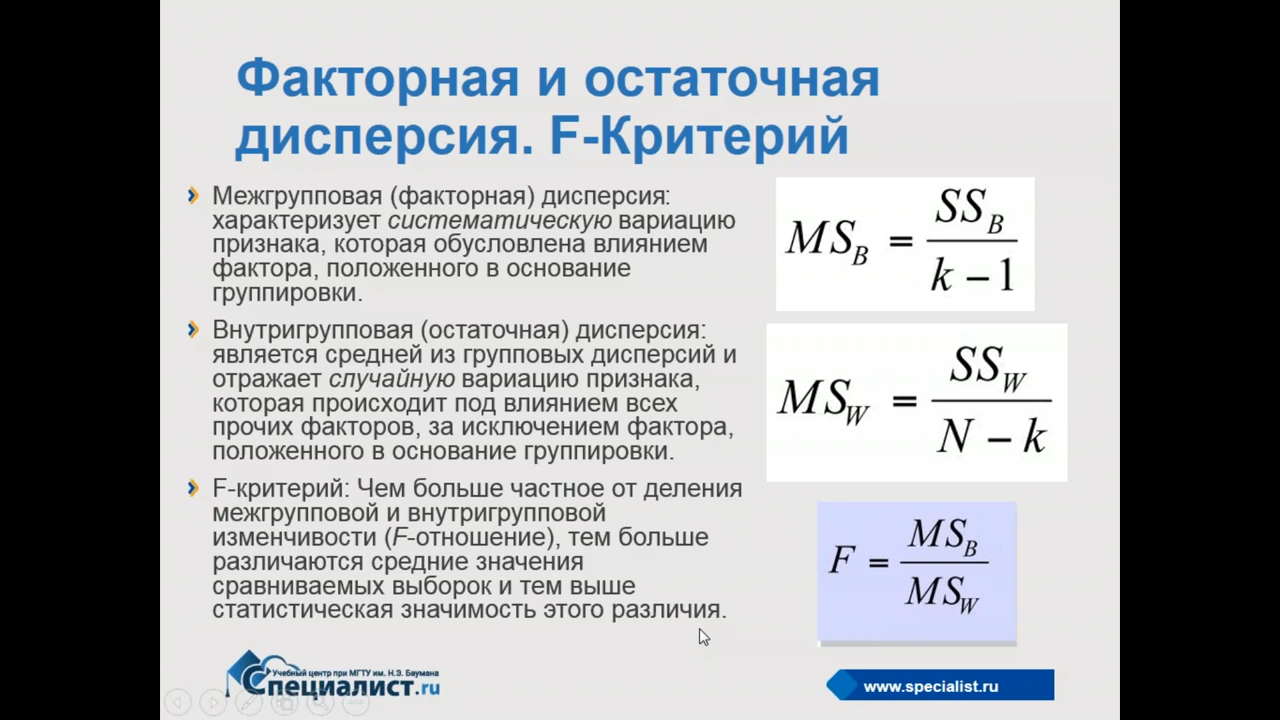 Факторная и остаточная
дисперсия. F-Критерий
Межгрупповая (факторная) дисперсия:
характеризует систематическую вариацию
признака, которая обусловлена влиянием
фактора, положенного в основание
группировки.
Внутригрупповая (остаточная) дисперсия:
является средней из групповых дисперсий и
отражает случайную вариацию признака,
которая происходит под влиянием всех
прочих факторов, за исключением фактора,
положенного в основание группировки.
F-критерий: Чем больше частное от деления
межгрупповой и внутригрупповой
изменчивости (F-отношение), тем больше
различаются средние значения
сравниваемых выборок и тем выше
статистическая значимость этого различия.
MS_B = SS_B / (k − 1)
MS_W = SS_W / (N − k)
F = MS_B / MS_W
Учебный центр при МГТУ им. Н.Э. Баумана
Специалист.ru
www.specialist.ru